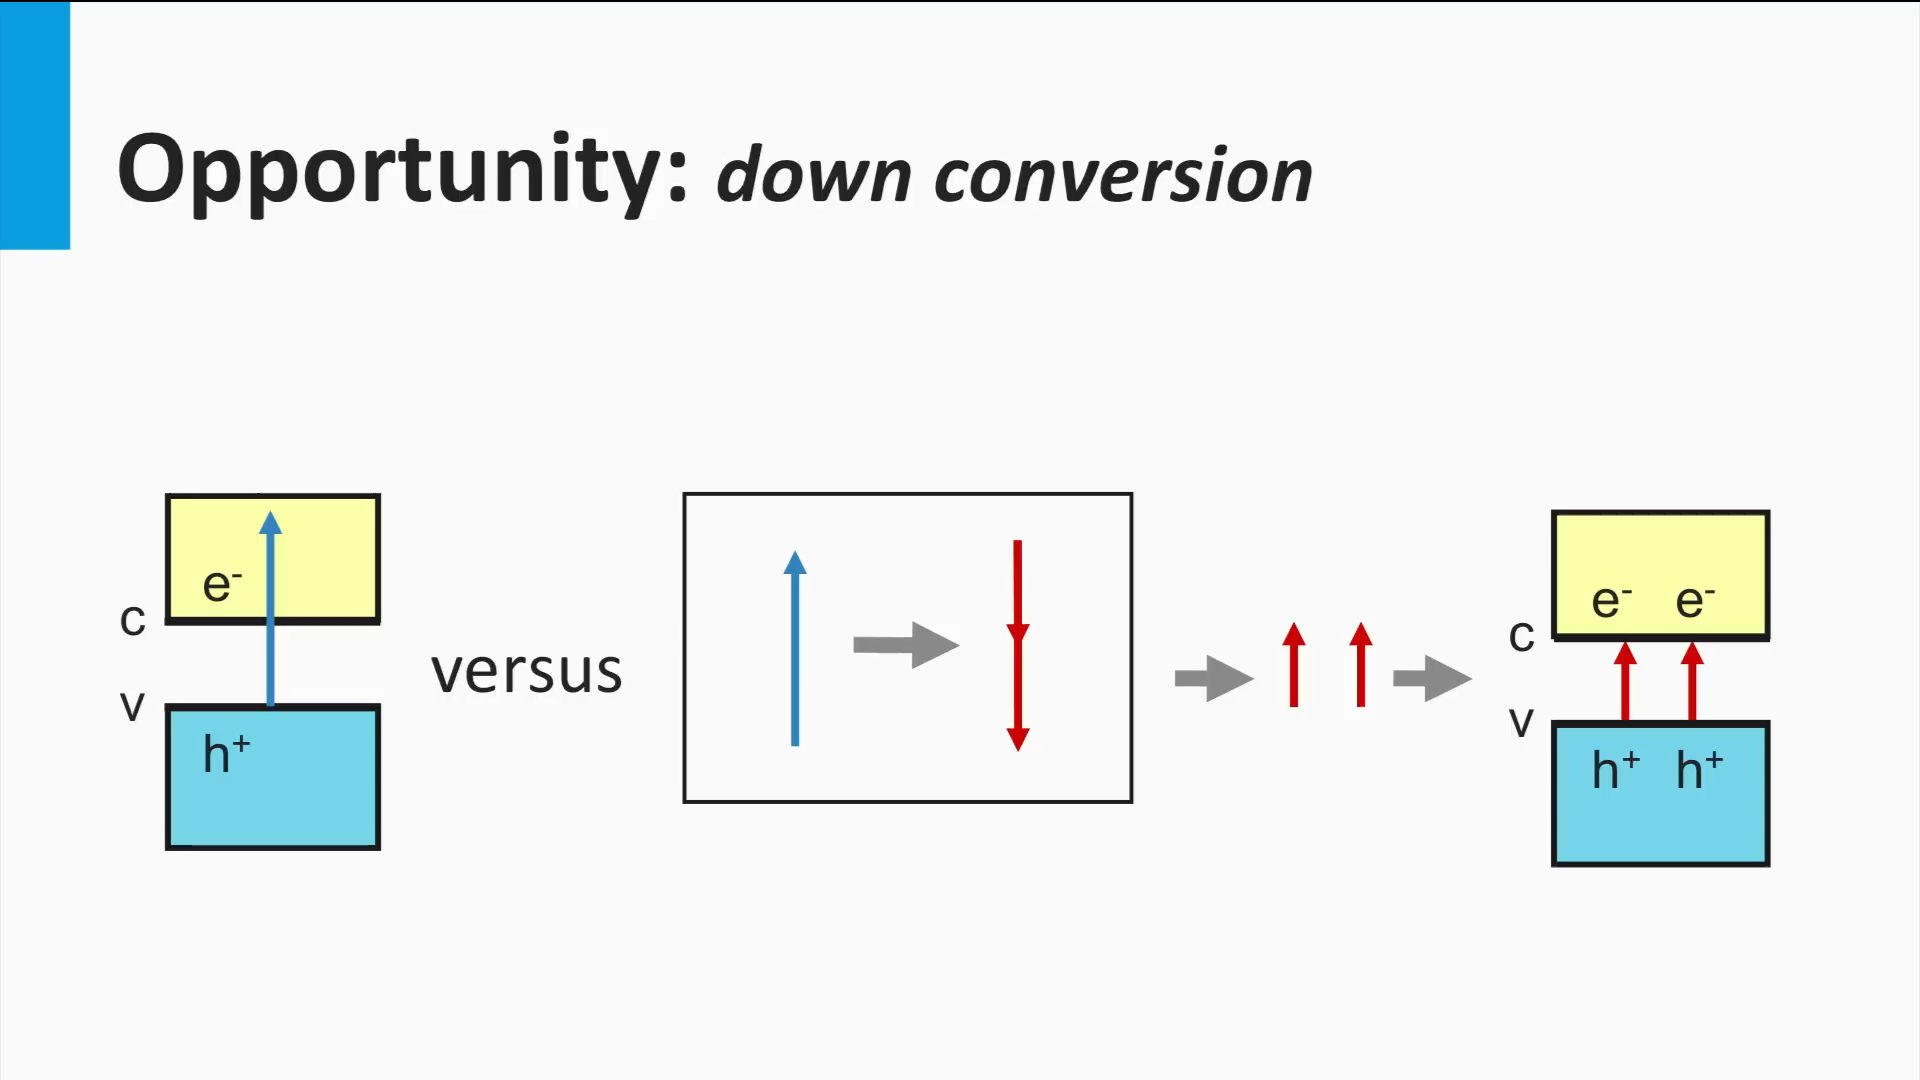 Opportunity: down conversion
e⁻
c
v
h⁺
versus
e⁻ e⁻
c
v
h⁺ h⁺